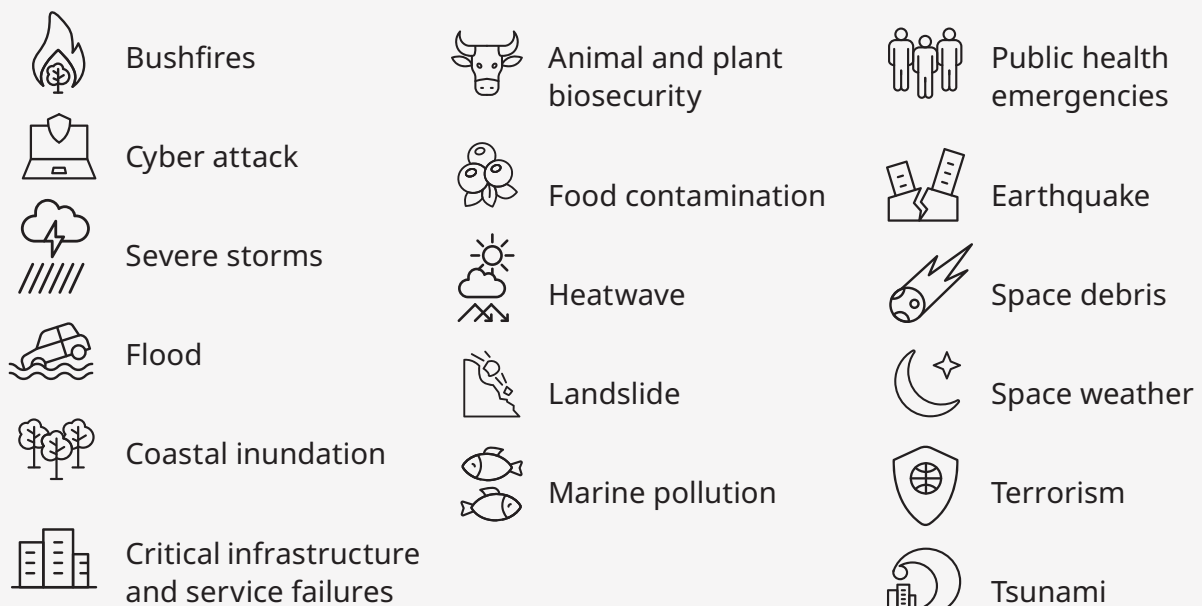 Bushfires
Cyber attack
Severe storms
Flood
Coastal inundation
Critical infrastructure
and service failures
Animal and plant
biosecurity
Food contamination
Heatwave
Landslide
Marine pollution
Public health
emergencies
Earthquake
Space debris
Space weather
Terrorism
Tsunami